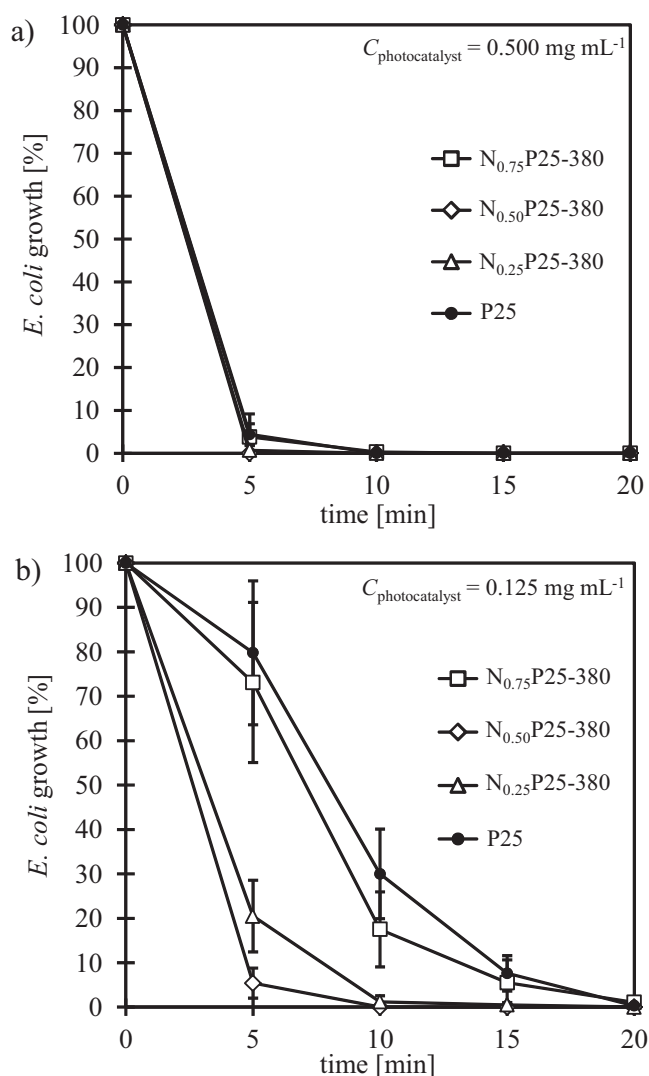 a)
C_photocatalyst = 0.500 mg mL⁻¹
E. coli growth [%]
100
90
80
70
60
50
40
30
20
10
0
N₀.₇₅P25-380
N₀.₅₀P25-380
N₀.₂₅P25-380
P25
0 5 10 15 20
time [min]
b)
C_photocatalyst = 0.125 mg mL⁻¹
E. coli growth [%]
100
90
80
70
60
50
40
30
20
10
0
N₀.₇₅P25-380
N₀.₅₀P25-380
N₀.₂₅P25-380
P25
0 5 10 15 20
time [min]